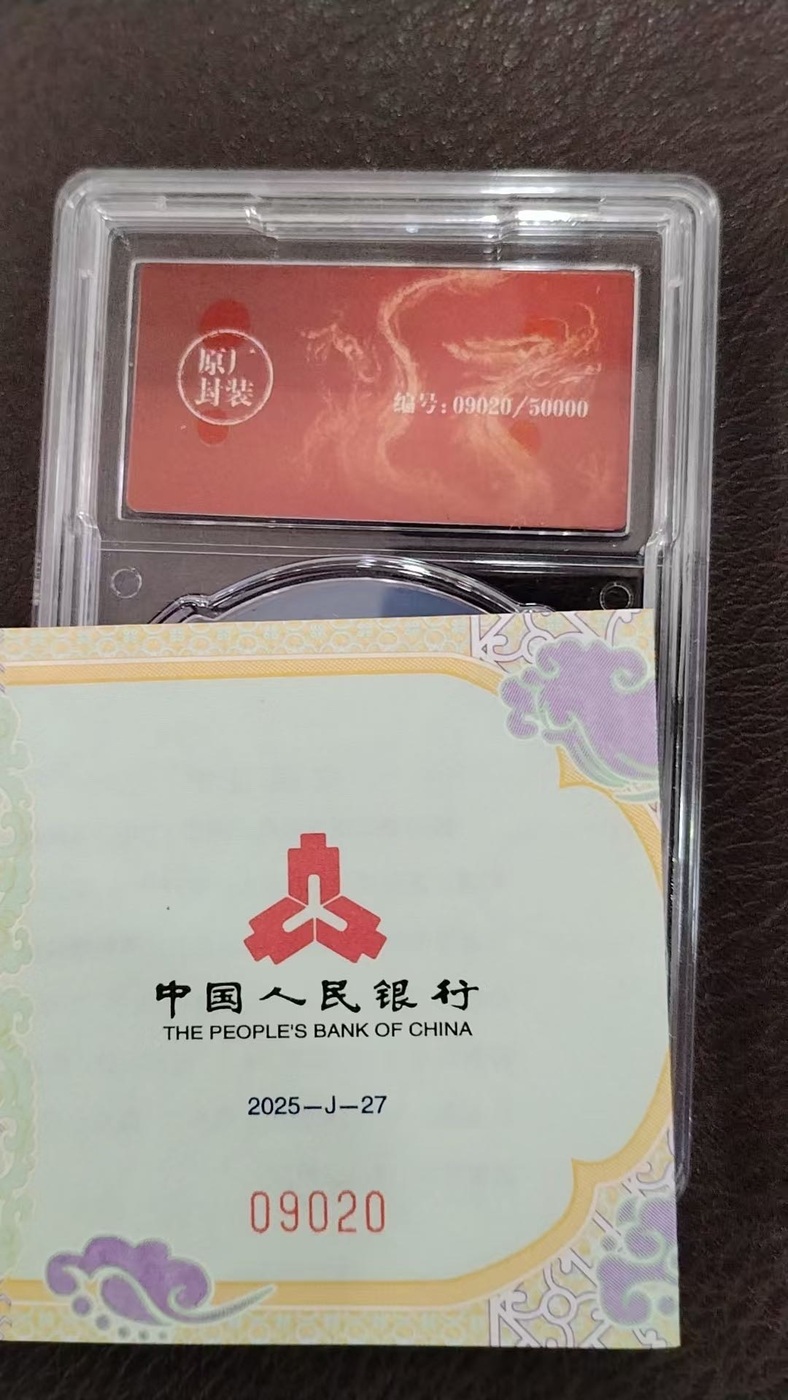 原厂
封装
编号:09020/50000
中国人民银行
THE PEOPLE'S BANK OF CHINA
2025—J—27
09020